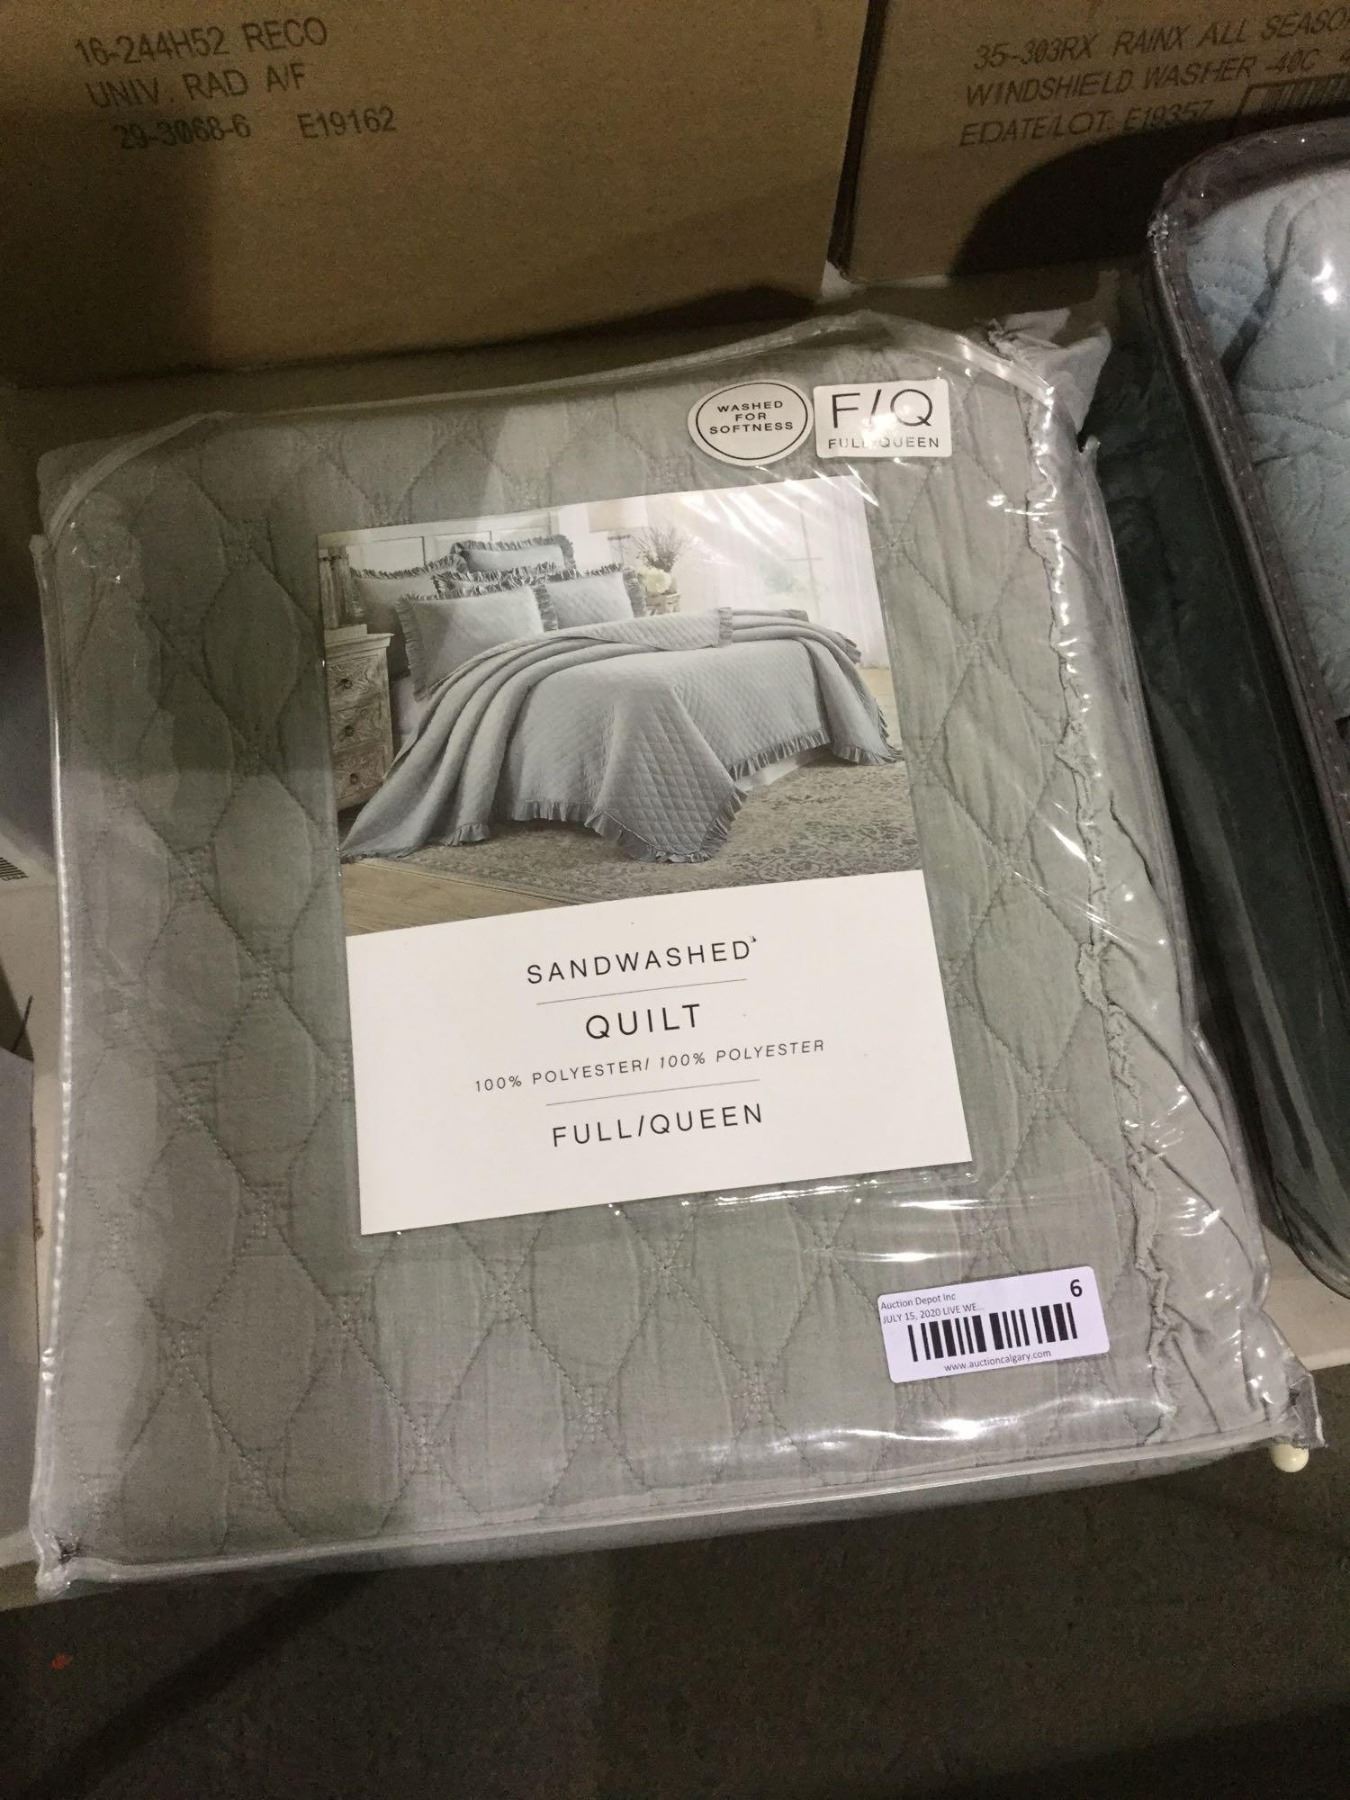 16-244H52 RECO
UNIV. RAD A/F
29-3068-6 E19162
35-303RX RAINX ALL SEASO
WINDSHIELD WASHER -40C
EDATE/LOT: E19357
WASHED
FOR
SOFTNESS
F/Q
FULL/QUEEN
SANDWASHED
QUILT
100% POLYESTER/ 100% POLYESTER
FULL/QUEEN
Auction Depot Inc 6
JULY 15, 2020 LIVE WE...
www.auctioncalgary.com